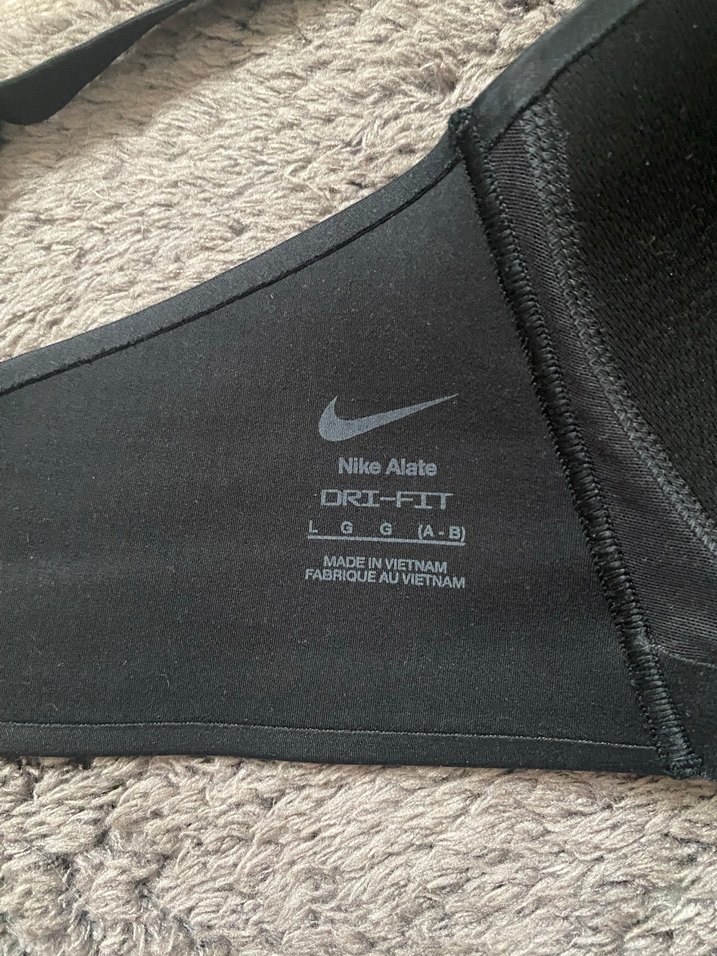 Nike Alate
DRI-FIT
L G G (A - B)
MADE IN VIETNAM
FABRIQUE AU VIETNAM